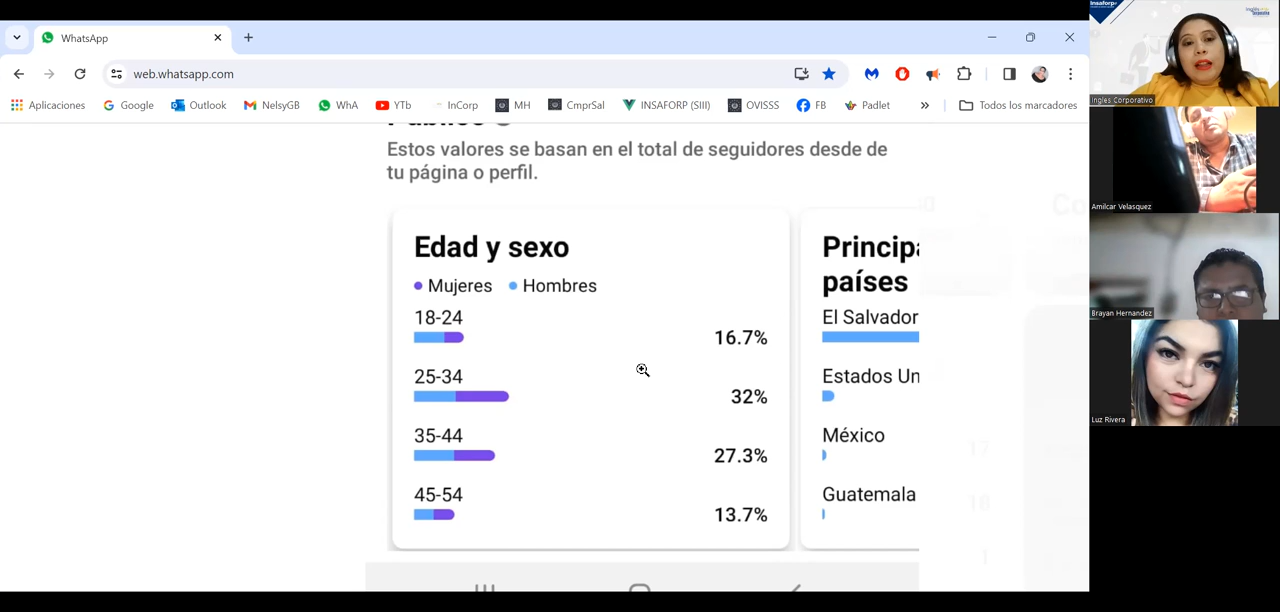 WhatsApp
web.whatsapp.com
Aplicaciones
Google
Outlook
NelsyGB
WhA
YTb
InCorp
MH
CmprSal
INSAFORP (SIII)
OVISSS
FB
Padlet
»
Todos los marcadores
Estos valores se basan en el total de seguidores desde de
tu página o perfil.
Edad y sexo
Mujeres Hombres
18-24
16.7%
25-34
32%
35-44
27.3%
45-54
13.7%
Principa
países
El Salvador
Estados Un
México
Guatemala
Insaforp
Ingles Corporativo
Amilcar Velasquez
Brayan Hernandez
Luz Rivera